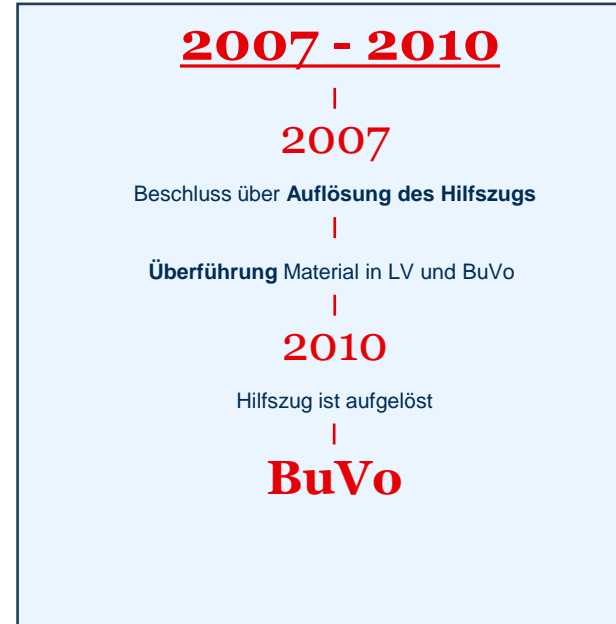 2007 - 2010
2007
Beschluss über Auflösung des Hilfszugs
Überführung Material in LV und BuVo
2010
Hilfszug ist aufgelöst
BuVo